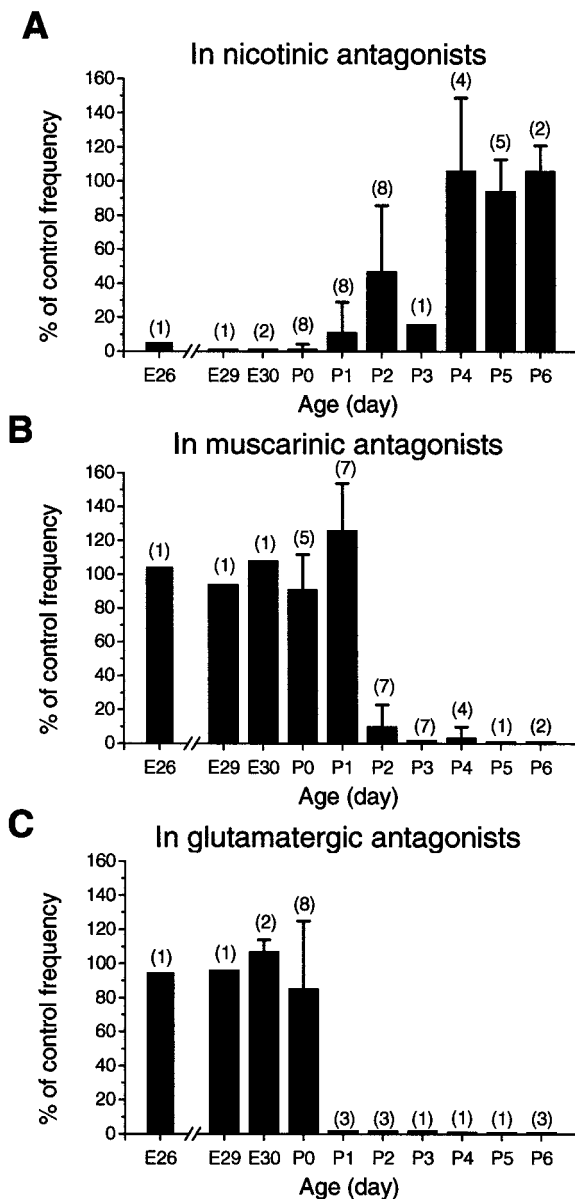 A
In nicotinic antagonists
% of control frequency
160
140
120
100
80
60
40
20
0
(1)
(1)
(2)
(8)
(8)
(8)
(1)
(4)
(5)
(2)
E26
E29
E30
P0
P1
P2
P3
P4
P5
P6
Age (day)
B
In muscarinic antagonists
% of control frequency
160
140
120
100
80
60
40
20
0
(1)
(1)
(1)
(5)
(7)
(7)
(7)
(4)
(1)
(2)
E26
E29
E30
P0
P1
P2
P3
P4
P5
P6
Age (day)
C
In glutamatergic antagonists
% of control frequency
160
140
120
100
80
60
40
20
0
(1)
(1)
(2)
(8)
(3)
(3)
(1)
(1)
(1)
(3)
E26
E29
E30
P0
P1
P2
P3
P4
P5
P6
Age (day)